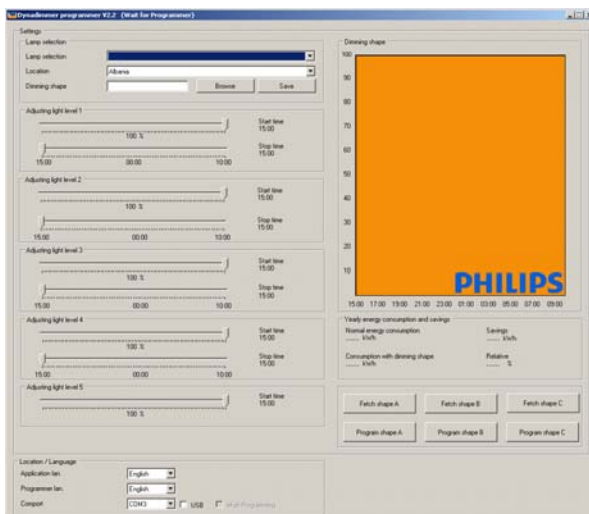 Dynadimmer programmer V2.2 (Wait for Programmer)
Settings
Lamp selection
Lamp selection
Location Albania
Dimming shape Browse Save
Adjusting light level 1
100 %
Start time
15:00
Stop time
15:00
15:00 00:00 10:00
Adjusting light level 2
100 %
Start time
15:00
Stop time
15:00
15:00 00:00 10:00
Adjusting light level 3
100 %
Start time
15:00
Stop time
15:00
15:00 00:00 10:00
Adjusting light level 4
100 %
Start time
15:00
Stop time
15:00
15:00 00:00 10:00
Adjusting light level 5
100 %
Start time
15:00
Location / Language
Application lan. English
Programmer lan. English
Comport COM3 USB Multi Programming
Dimming shape
100
90
80
70
60
50
40
30
20
10
PHILIPS
15:00 17:00 19:00 21:00 23:00 01:00 03:00 05:00 07:00 09:00
Yearly energy consumption and savings
Normal energy consumption Savings
..... kWh ..... kWh
Consumption with dimming shape Relative
..... kWh ..... %
Fetch shape A Fetch shape B Fetch shape C
Program shape A Program shape B Program shape C